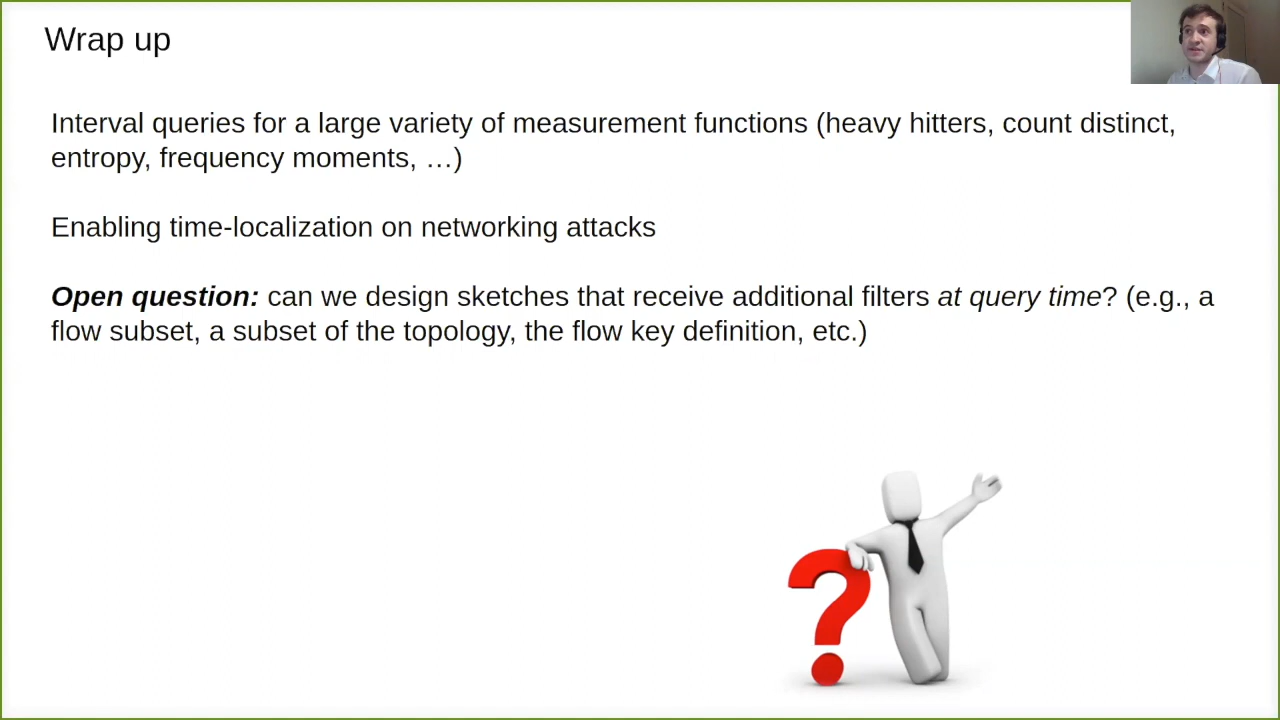 Wrap up
Interval queries for a large variety of measurement functions (heavy hitters, count distinct,
entropy, frequency moments, …)
Enabling time-localization on networking attacks
Open question: can we design sketches that receive additional filters at query time? (e.g., a
flow subset, a subset of the topology, the flow key definition, etc.)